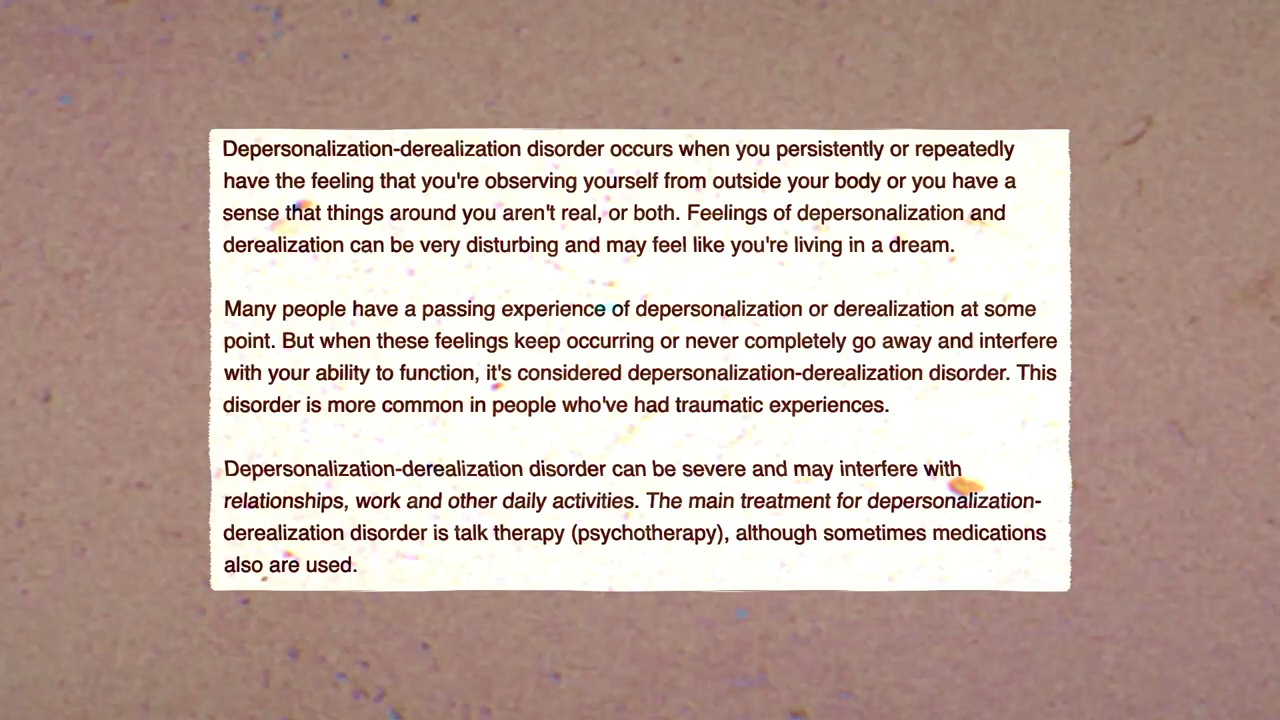 Depersonalization-derealization disorder occurs when you persistently or repeatedly
have the feeling that you're observing yourself from outside your body or you have a
sense that things around you aren't real, or both. Feelings of depersonalization and
derealization can be very disturbing and may feel like you're living in a dream.
Many people have a passing experience of depersonalization or derealization at some
point. But when these feelings keep occurring or never completely go away and interfere
with your ability to function, it's considered depersonalization-derealization disorder. This
disorder is more common in people who've had traumatic experiences.
Depersonalization-derealization disorder can be severe and may interfere with
relationships, work and other daily activities. The main treatment for depersonalization-
derealization disorder is talk therapy (psychotherapy), although sometimes medications
also are used.